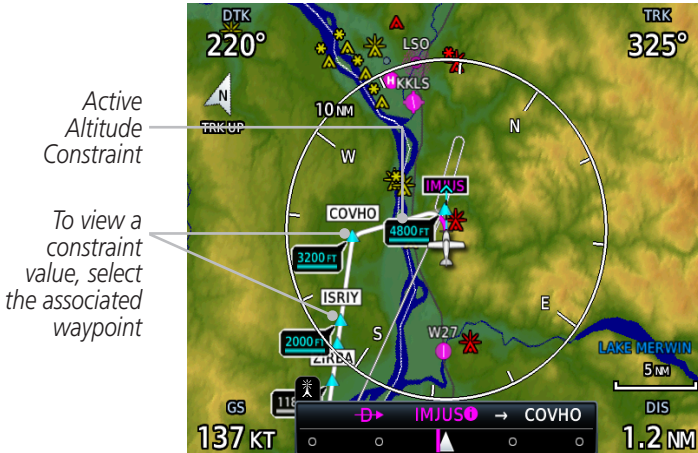 DTK
220°
TRK
325°
LSO
KKLS
N
TRK UP
10 NM
N
W
IMJUS
COVHO
4800 FT
3200 FT
ISRIY
E
S
W27
2000 FT
ZIRBA
LAKE MERWIN
5 NM
GS
137 KT
D IMJUS → COVHO
DIS
1.2 NM
Active
Altitude
Constraint
To view a
constraint
value, select
the associated
waypoint